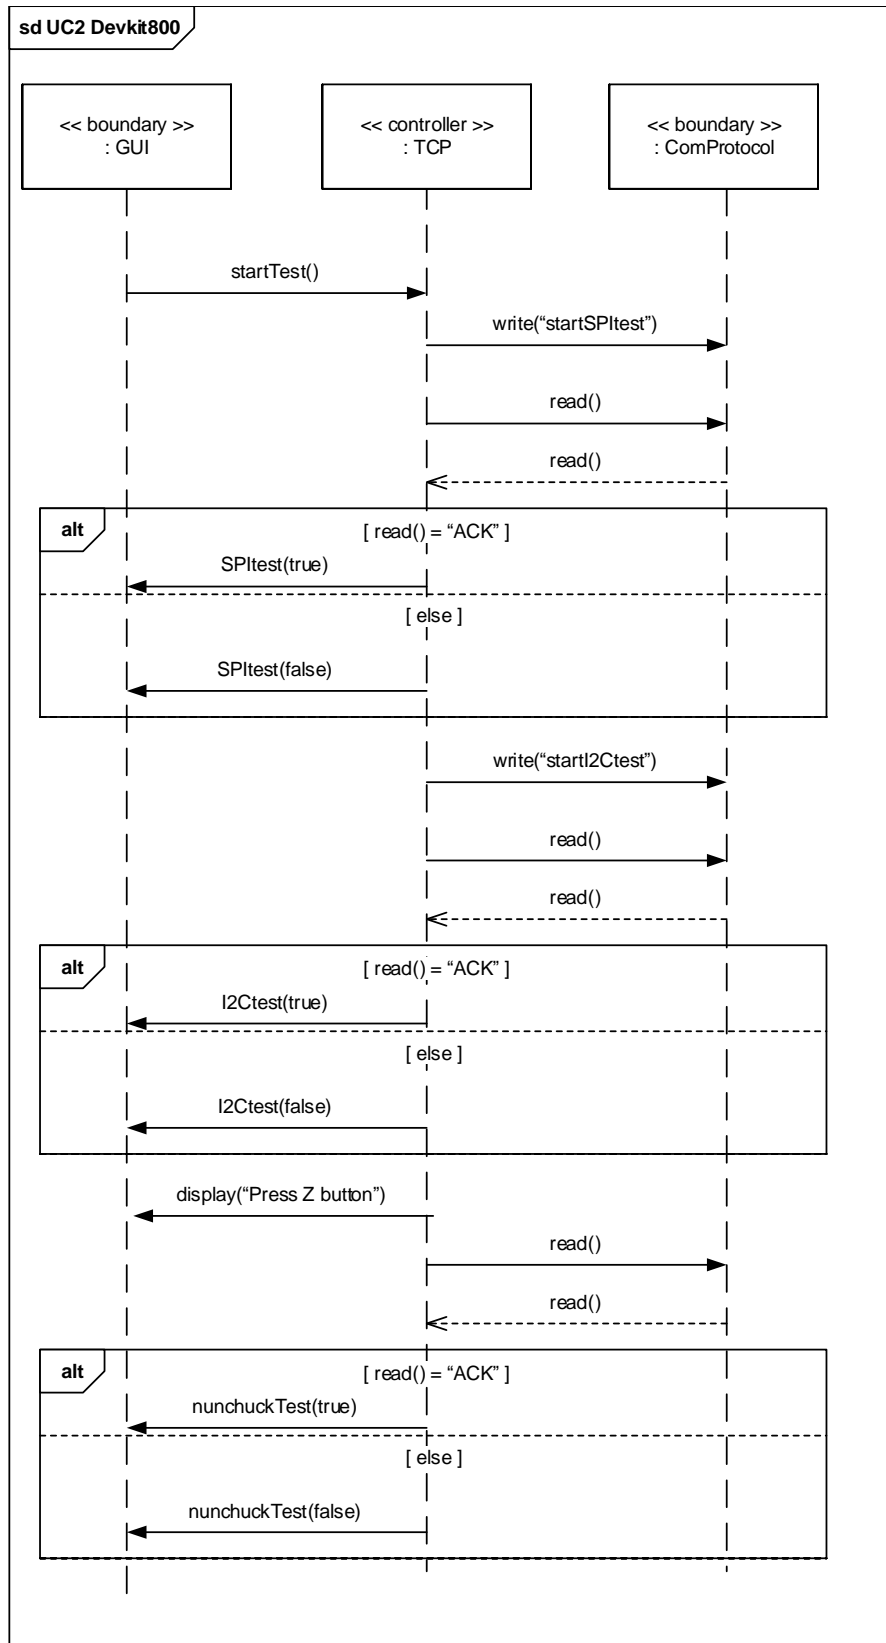 sd UC2 Devkit800
<< boundary >>
: GUI
<< controller >>
: TCP
<< boundary >>
: ComProtocol
startTest()
write(“startSPItest”)
read()
read()
alt
[ read() = “ACK” ]
SPItest(true)
[ else ]
SPItest(false)
write(“startI2Ctest”)
read()
read()
alt
[ read() = “ACK” ]
I2Ctest(true)
[ else ]
I2Ctest(false)
display(“Press Z button”)
read()
read()
alt
[ read() = “ACK” ]
nunchuckTest(true)
[ else ]
nunchuckTest(false)